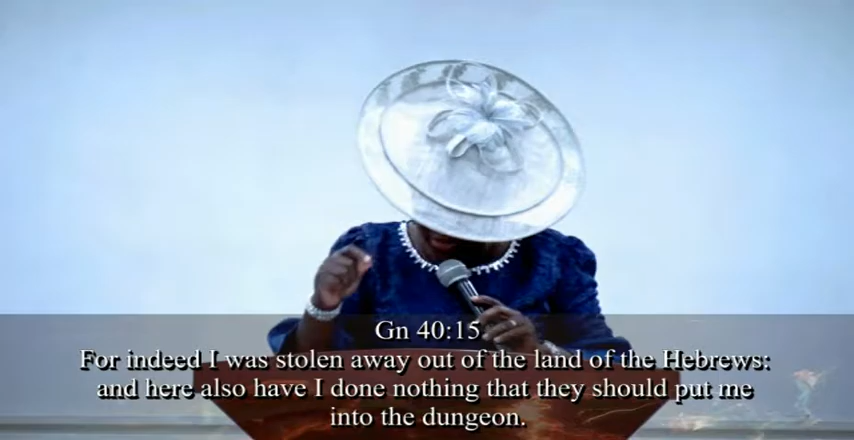 Gn 40:15
For indeed I was stolen away out of the land of the Hebrews:
and here also have I done nothing that they should put me
into the dungeon.